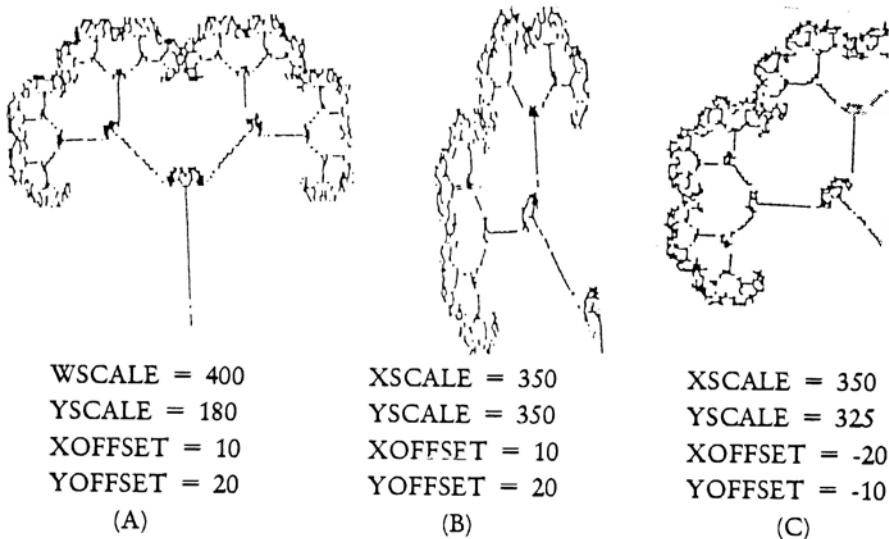 WSCALE = 400
YSCALE = 180
XOFFSET = 10
YOFFSET = 20
(A)
XSCALE = 350
YSCALE = 350
XOFFSET = 10
YOFFSET = 20
(B)
XSCALE = 350
YSCALE = 325
XOFFSET = -20
YOFFSET = -10
(C)